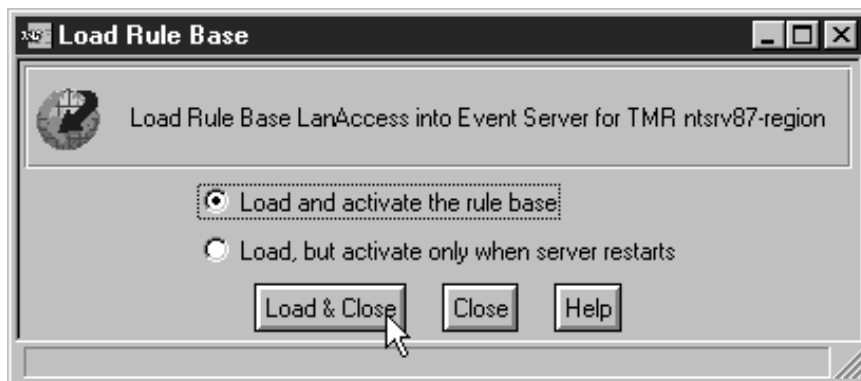 Load Rule Base
Load Rule Base LanAccess into Event Server for TMR ntsrv87-region
Load and activate the rule base
Load, but activate only when server restarts
Load & Close Close Help